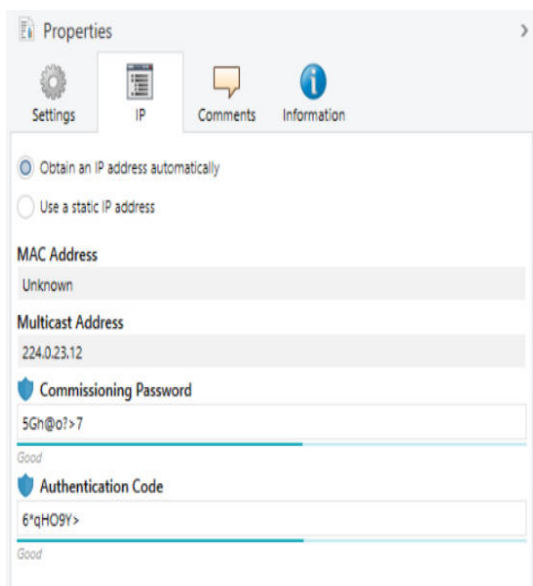 Properties
Settings IP Comments Information
Obtain an IP address automatically
Use a static IP address
MAC Address
Unknown
Multicast Address
224.0.23.12
Commissioning Password
5Gh@o?>7
Good
Authentication Code
6*qHO9Y>
Good